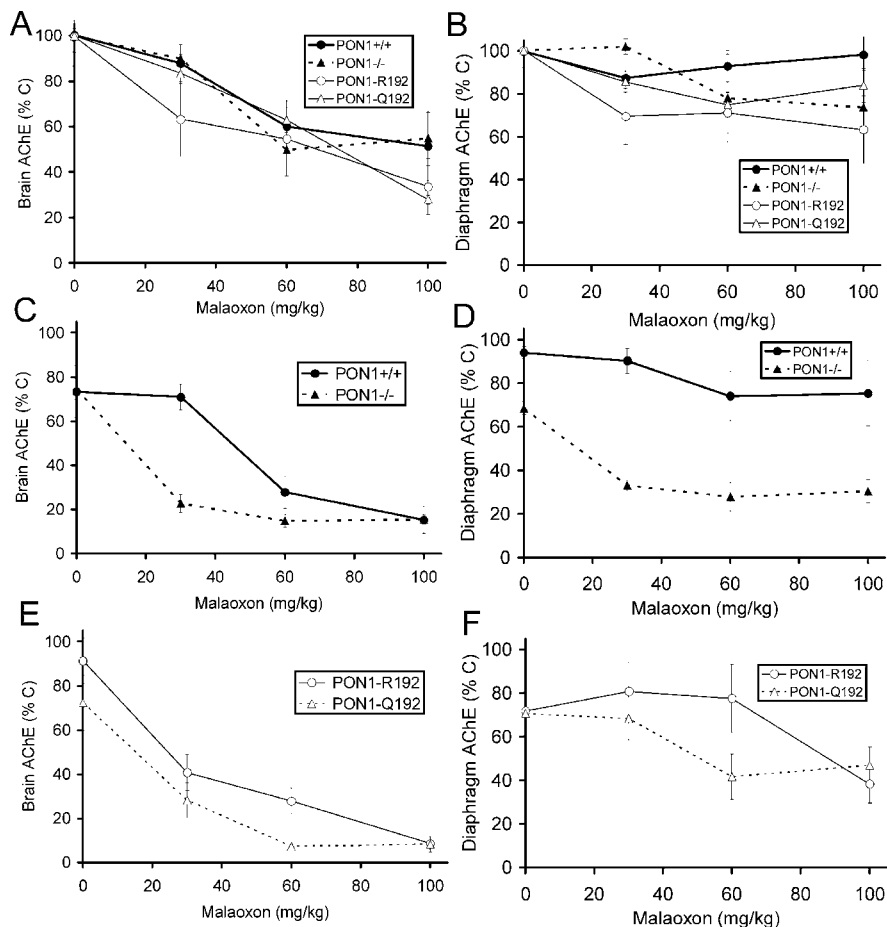 A
Brain AChE (% C)
100
80
60
40
20
0
PON1+/+
PON1-/-
PON1-R192
PON1-Q192
0 20 40 60 80 100
Malaoxon (mg/kg)
B
Diaphragm AChE (% C)
100
80
60
40
20
0
PON1+/+
PON1-/-
PON1-R192
PON1-Q192
0 20 40 60 80 100
Malaoxon (mg/kg)
C
Brain AChE (% C)
100
80
60
40
20
0
PON1+/+
PON1-/-
0 20 40 60 80 100
Malaoxon (mg/kg)
D
Diaphragm AChE (% C)
100
80
60
40
20
0
PON1+/+
PON1-/-
0 20 40 60 80 100
Malaoxon (mg/kg)
E
Brain AChE (% C)
100
80
60
40
20
0
PON1-R192
PON1-Q192
0 20 40 60 80 100
Malaoxon (mg/kg)
F
Diaphragm AChE (% C)
100
80
60
40
20
0
PON1-R192
PON1-Q192
0 20 40 60 80 100
Malaoxon (mg/kg)